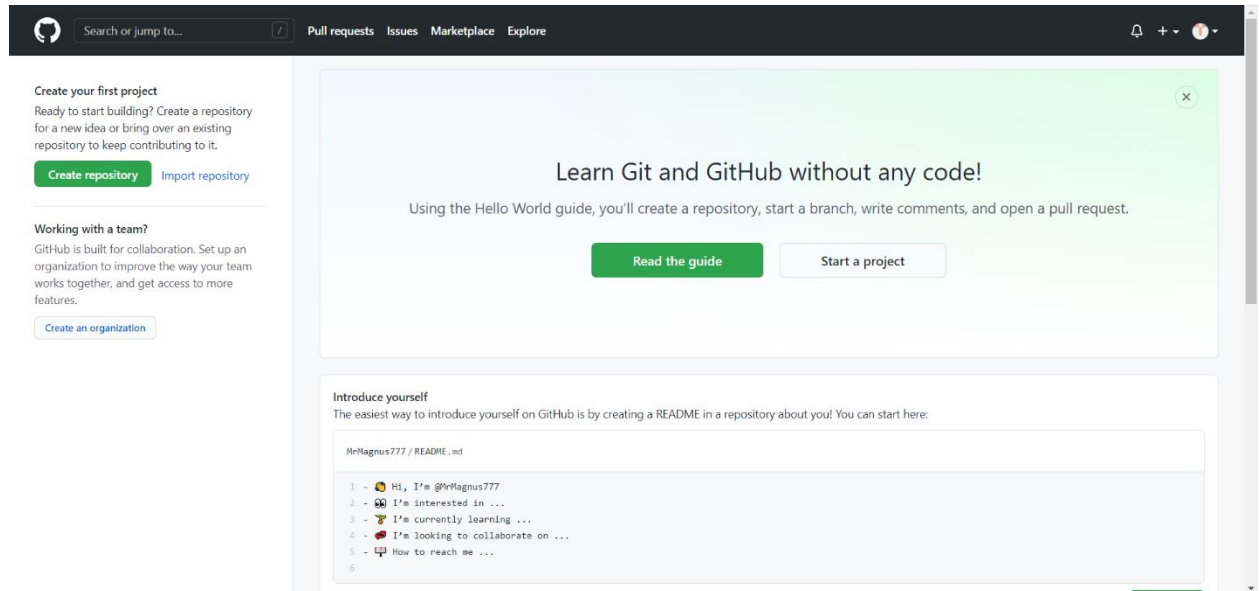 Search or jump to...
/
Pull requests Issues Marketplace Explore
Create your first project
Ready to start building? Create a repository
for a new idea or bring over an existing
repository to keep contributing to it.
Create repository Import repository
Working with a team?
GitHub is built for collaboration. Set up an
organization to improve the way your team
works together, and get access to more
features.
Create an organization
Learn Git and GitHub without any code!
Using the Hello World guide, you'll create a repository, start a branch, write comments, and open a pull request.
Read the guide Start a project
Introduce yourself
The easiest way to introduce yourself on GitHub is by creating a README in a repository about you! You can start here:
MrMagnus777 / README.md
1 - 👋 Hi, I'm @MrMagnus777
2 - 👀 I'm interested in ...
3 - 🌱 I'm currently learning ...
4 - 💞️ I'm looking to collaborate on ...
5 - 📫 How to reach me ...
6